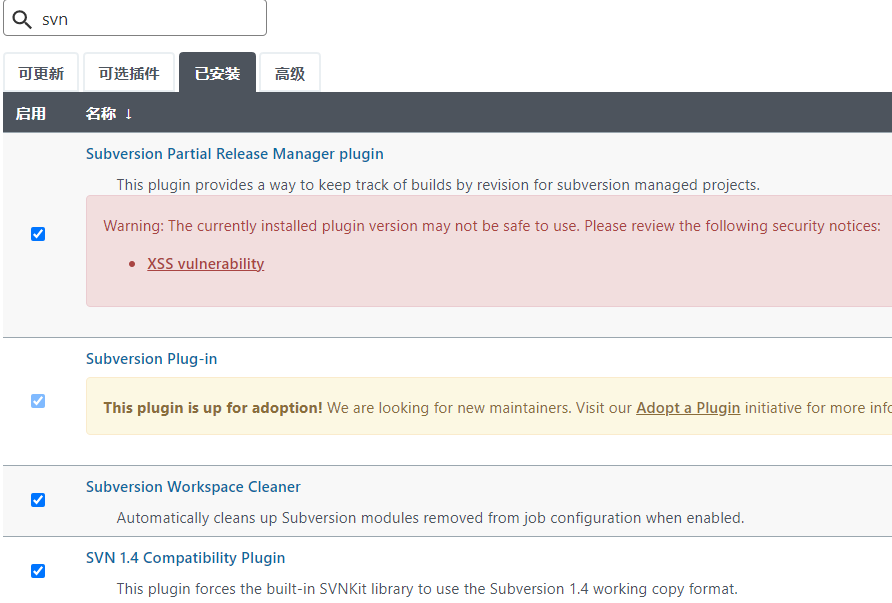 svn
可更新 可选插件 已安装 高级
启用 名称 ↓
Subversion Partial Release Manager plugin
This plugin provides a way to keep track of builds by revision for subversion managed projects.
Warning: The currently installed plugin version may not be safe to use. Please review the following security notices:
• XSS vulnerability
Subversion Plug-in
This plugin is up for adoption! We are looking for new maintainers. Visit our Adopt a Plugin initiative for more info
Subversion Workspace Cleaner
Automatically cleans up Subversion modules removed from job configuration when enabled.
SVN 1.4 Compatibility Plugin
This plugin forces the built-in SVNKit library to use the Subversion 1.4 working copy format.